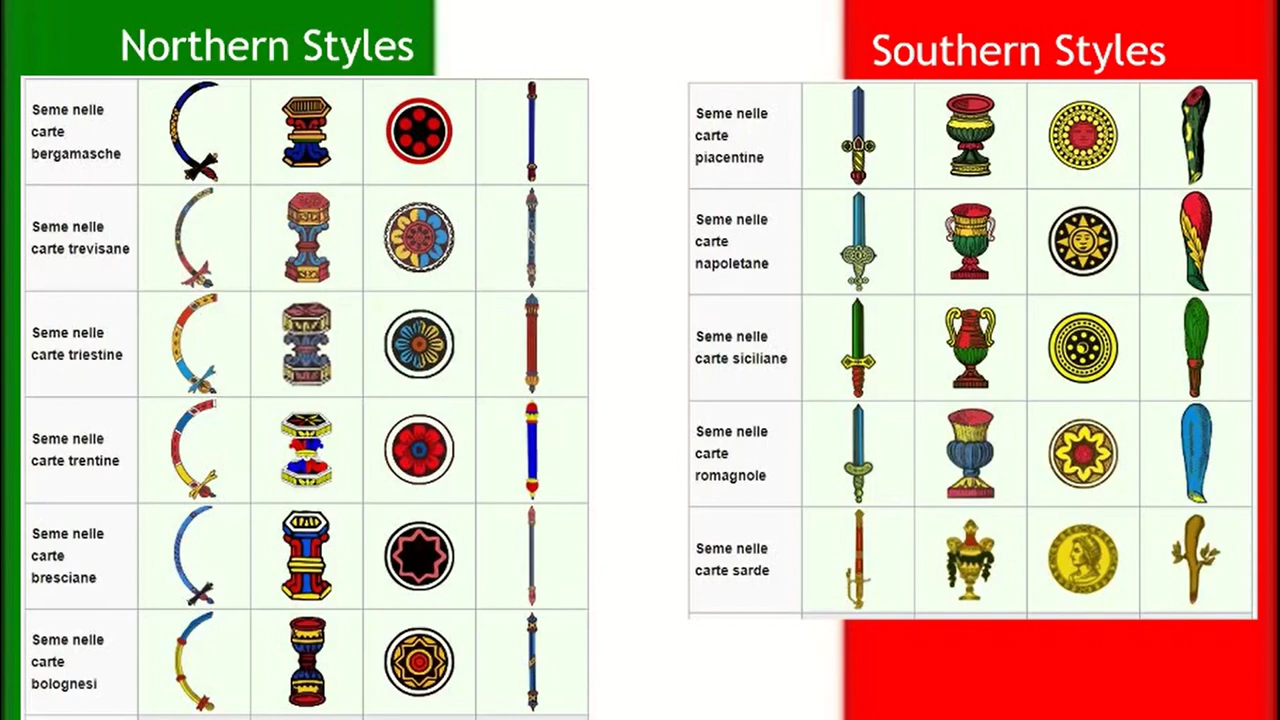 Northern Styles
Seme nelle
carte
bergamasche
Seme nelle
carte trevisane
Seme nelle
carte triestine
Seme nelle
carte trentine
Seme nelle
carte
bresciane
Seme nelle
carte
bolognesi
Southern Styles
Seme nelle
carte
piacentine
Seme nelle
carte
napoletane
Seme nelle
carte siciliane
Seme nelle
carte
romagnole
Seme nelle
carte sarde